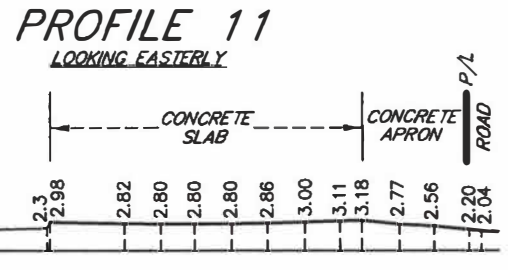 PROFILE 11
LOOKING EASTERLY
CONCRETE
SLAB
CONCRETE
APRON
P/L
ROAD
2.3
2.98
2.82
2.80
2.80
2.80
2.86
3.00
3.11
3.18
2.77
2.56
2.20
2.04